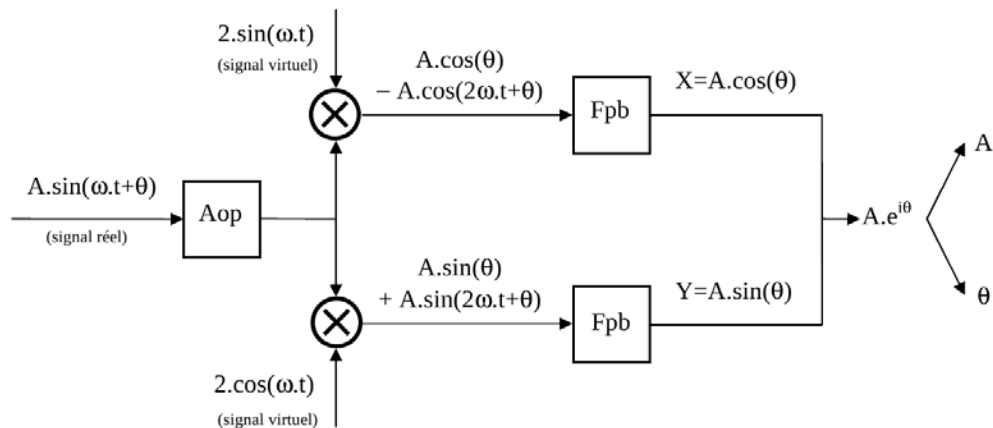 2.sin(ω.t)
(signal virtuel)
A.cos(θ)
– A.cos(2ω.t+θ)
Fpb
X=A.cos(θ)
A
A.sin(ω.t+θ)
(signal réel)
Aop
A.e^{iθ}
A.sin(θ)
+ A.sin(2ω.t+θ)
Fpb
Y=A.sin(θ)
θ
2.cos(ω.t)
(signal virtuel)